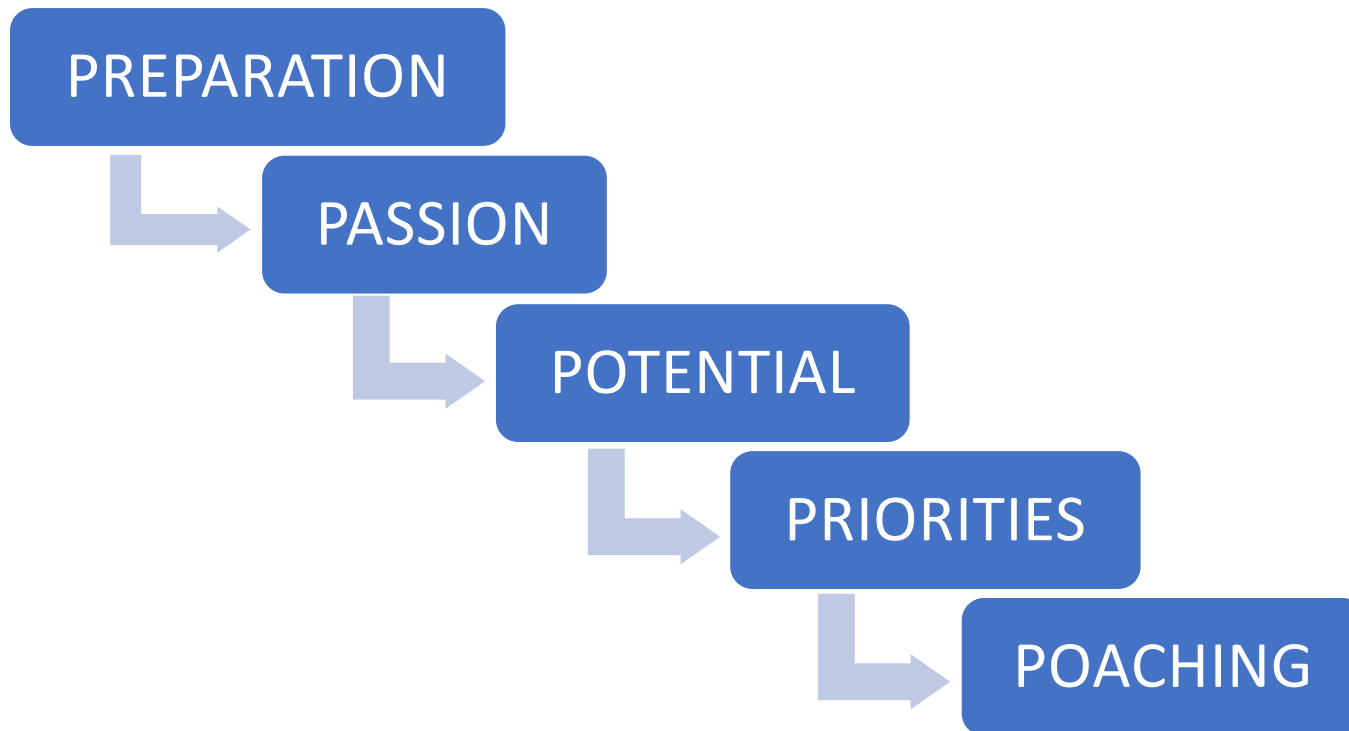 PREPARATION
PASSION
POTENTIAL
PRIORITIES
POACHING